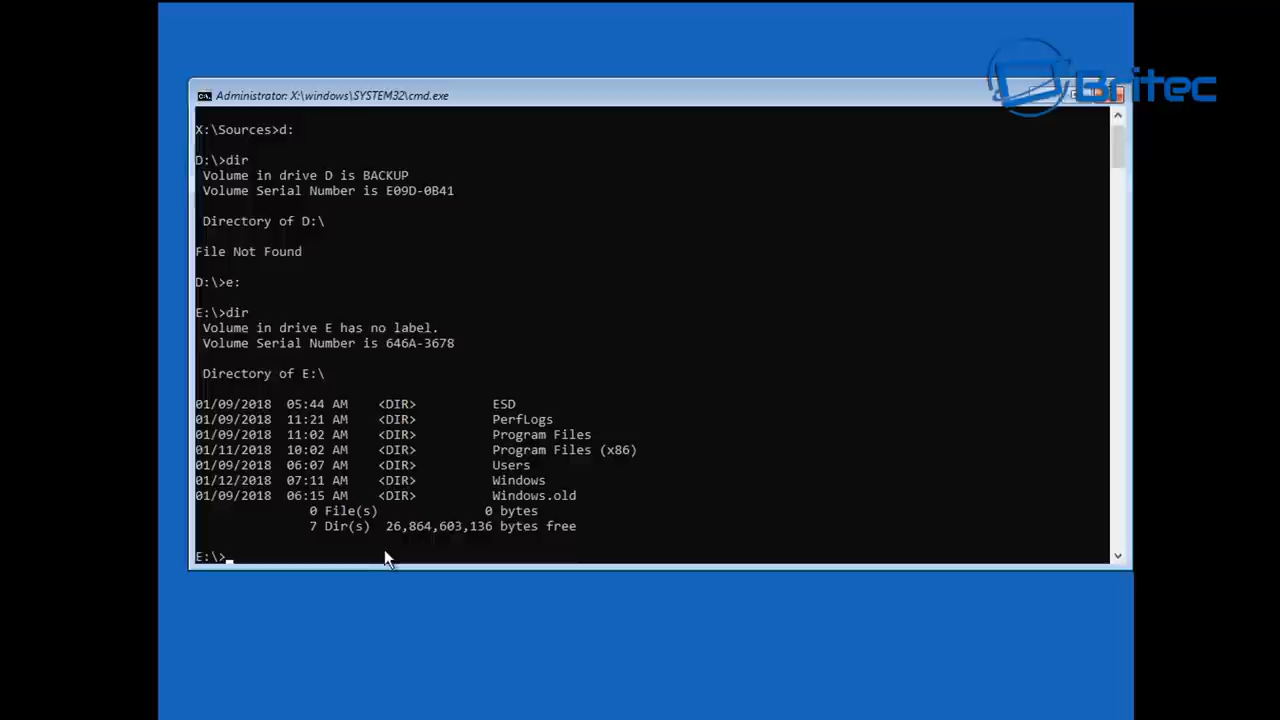 Britec
Administrator: X:\windows\SYSTEM32\cmd.exe
X:\Sources>d:
D:\>dir
Volume in drive D is BACKUP
Volume Serial Number is E09D-0B41
Directory of D:\
File Not Found
D:\>e:
E:\>dir
Volume in drive E has no label.
Volume Serial Number is 646A-3678
Directory of E:\
01/09/2018 05:44 AM <DIR> ESD
01/09/2018 11:21 AM <DIR> PerfLogs
01/09/2018 11:02 AM <DIR> Program Files
01/11/2018 10:02 AM <DIR> Program Files (x86)
01/09/2018 06:07 AM <DIR> Users
01/12/2018 07:11 AM <DIR> Windows
01/09/2018 06:15 AM <DIR> Windows.old
0 File(s) 0 bytes
7 Dir(s) 26,864,603,136 bytes free
E:\>